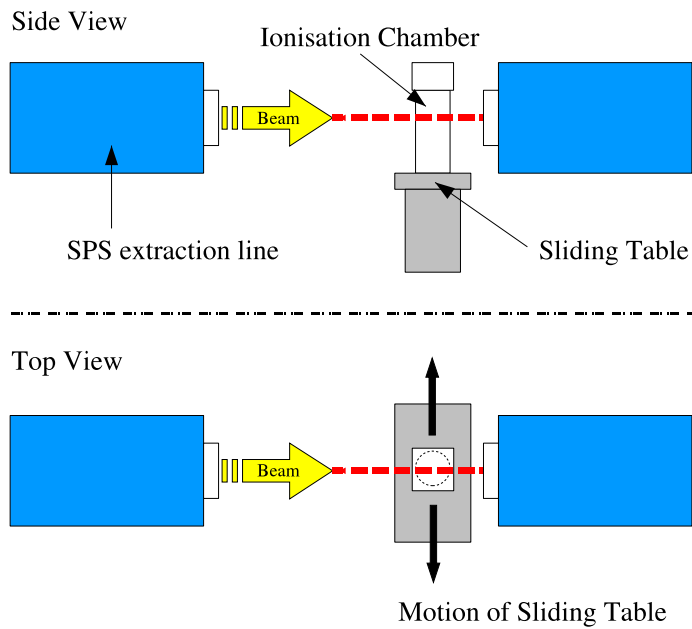 Side View
Ionisation Chamber
Beam
SPS extraction line
Sliding Table
Top View
Beam
Motion of Sliding Table